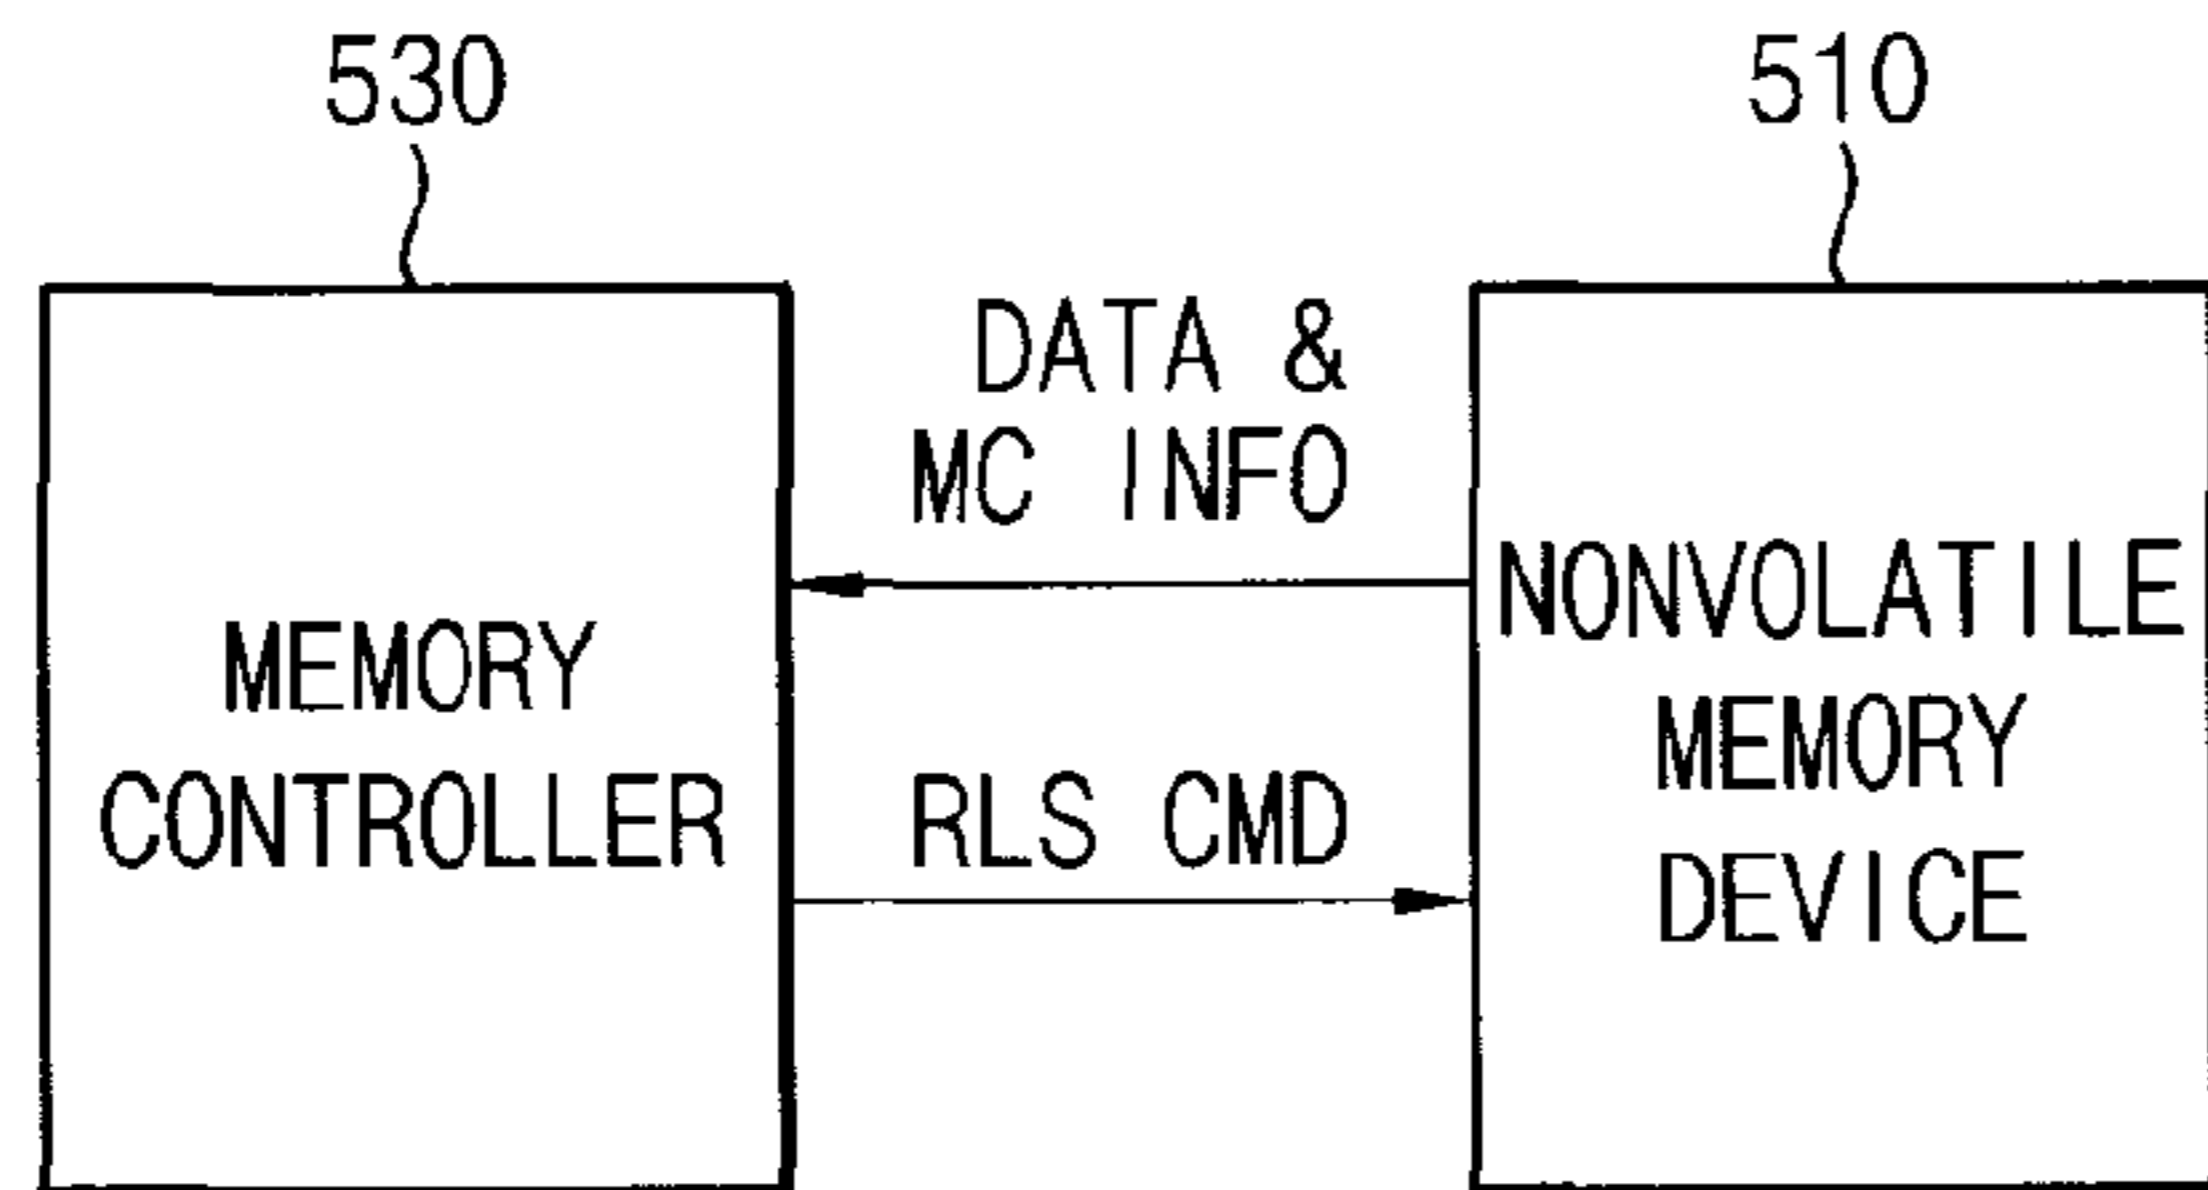 530
510
DATA &
MC INFO
MEMORY
CONTROLLER
RLS CMD
NONVOLATILE
MEMORY
DEVICE